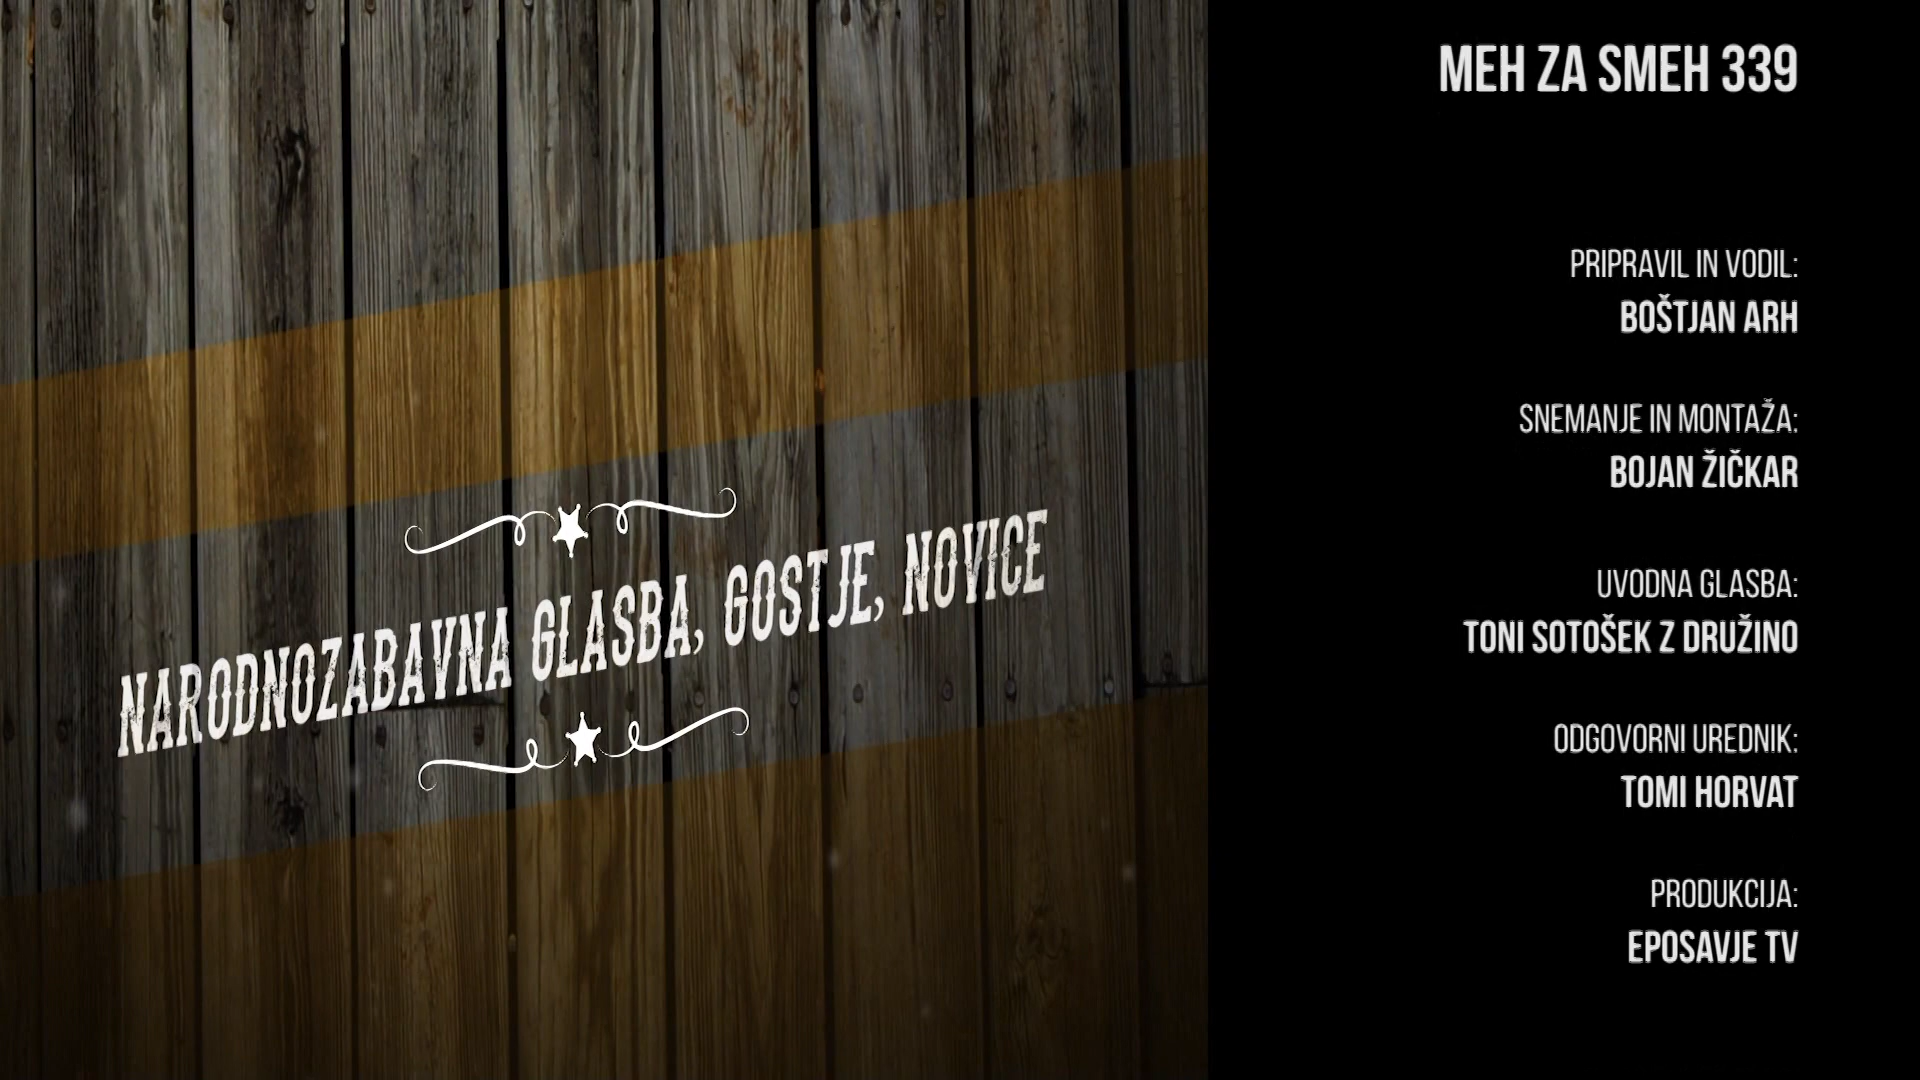 NARODNOZABAVNA GLASBA, GOSTJE, NOVICE
MEH ZA SMEH 339
PRIPRAVIL IN VODIL:
BOŠTJAN ARH
SNEMANJE IN MONTAŽA:
BOJAN ŽIČKAR
UVODNA GLASBA:
TONI SOTOŠEK Z DRUŽINO
ODGOVORNI UREDNIK:
TOMI HORVAT
PRODUKCIJA:
EPOSAVJE TV